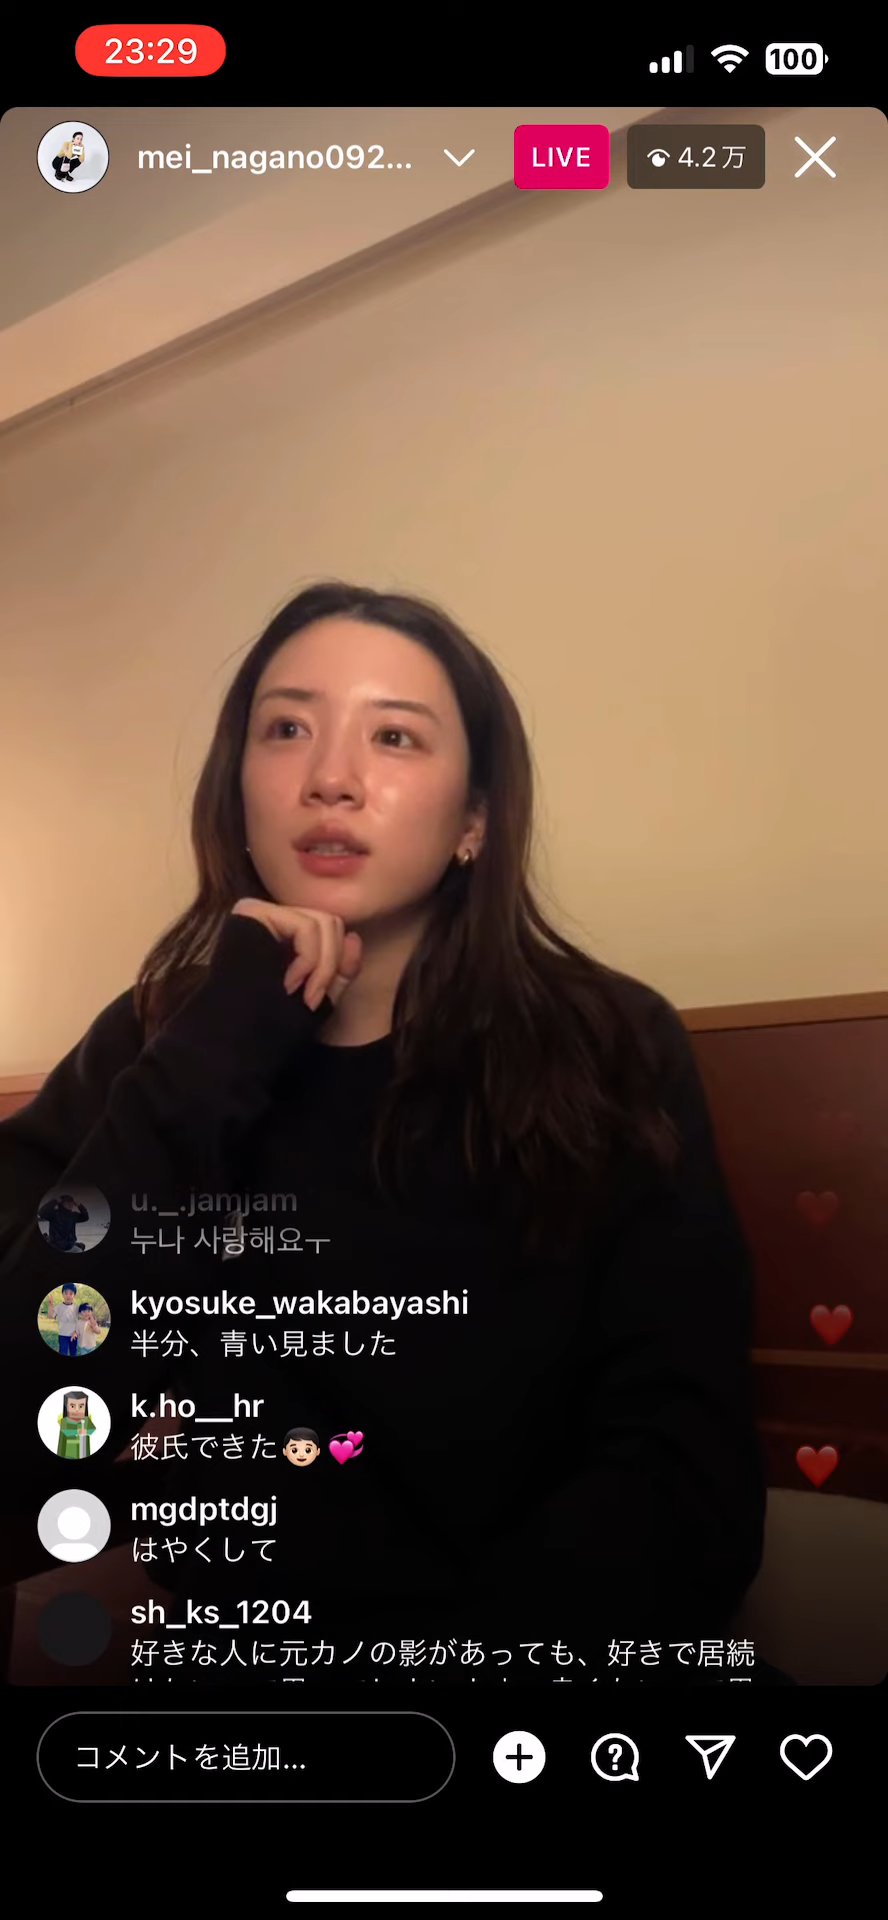 23:29
100
mei_nagano092...
LIVE
4.2万
u._.jamjam
누나 사랑해요ㅜ
kyosuke_wakabayashi
半分、青い見ました
k.ho__hr
彼氏できた👦🏻💞
mgdptdgj
はやくして
sh_ks_1204
好きな人に元カノの影があっても、好きで居続
コメントを追加...